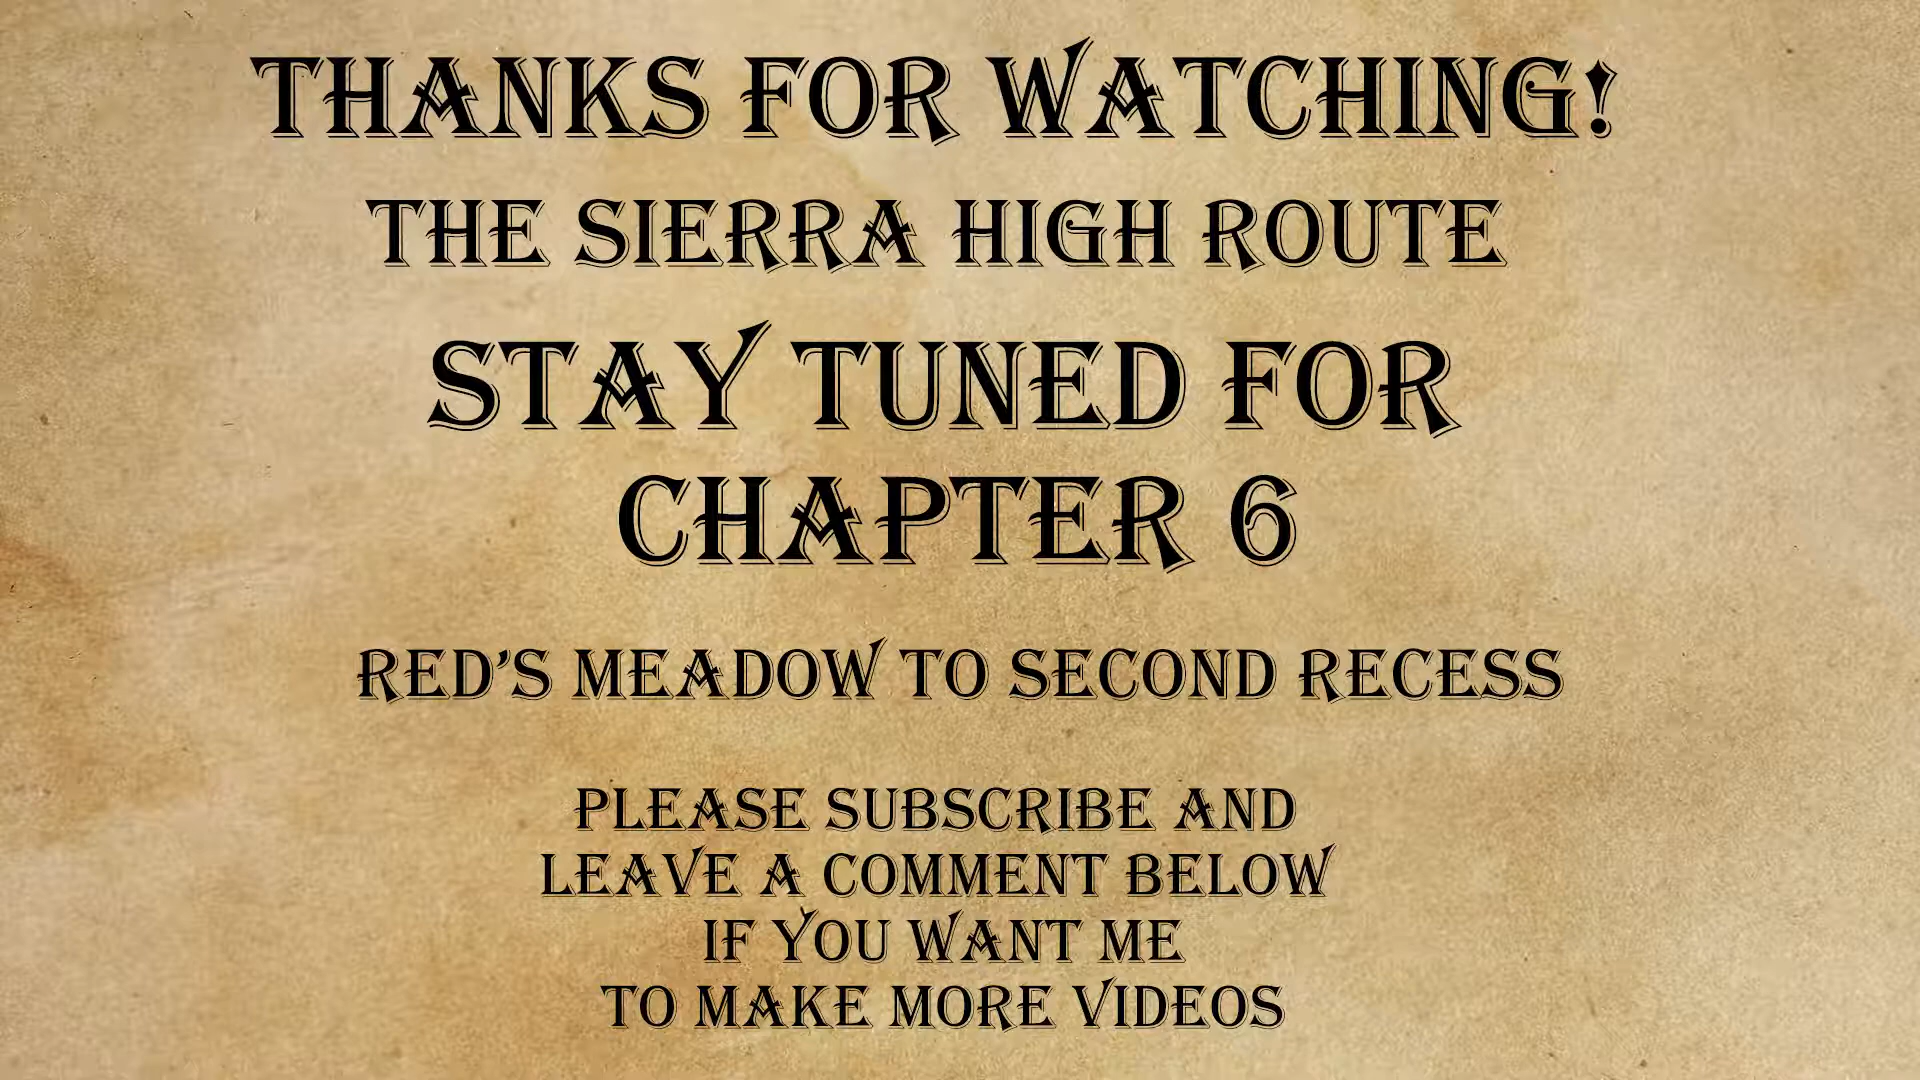 THANKS FOR WATCHING!
THE SIERRA HIGH ROUTE
STAY TUNED FOR
CHAPTER 6
RED'S MEADOW TO SECOND RECESS
PLEASE SUBSCRIBE AND
LEAVE A COMMENT BELOW
IF YOU WANT ME
TO MAKE MORE VIDEOS